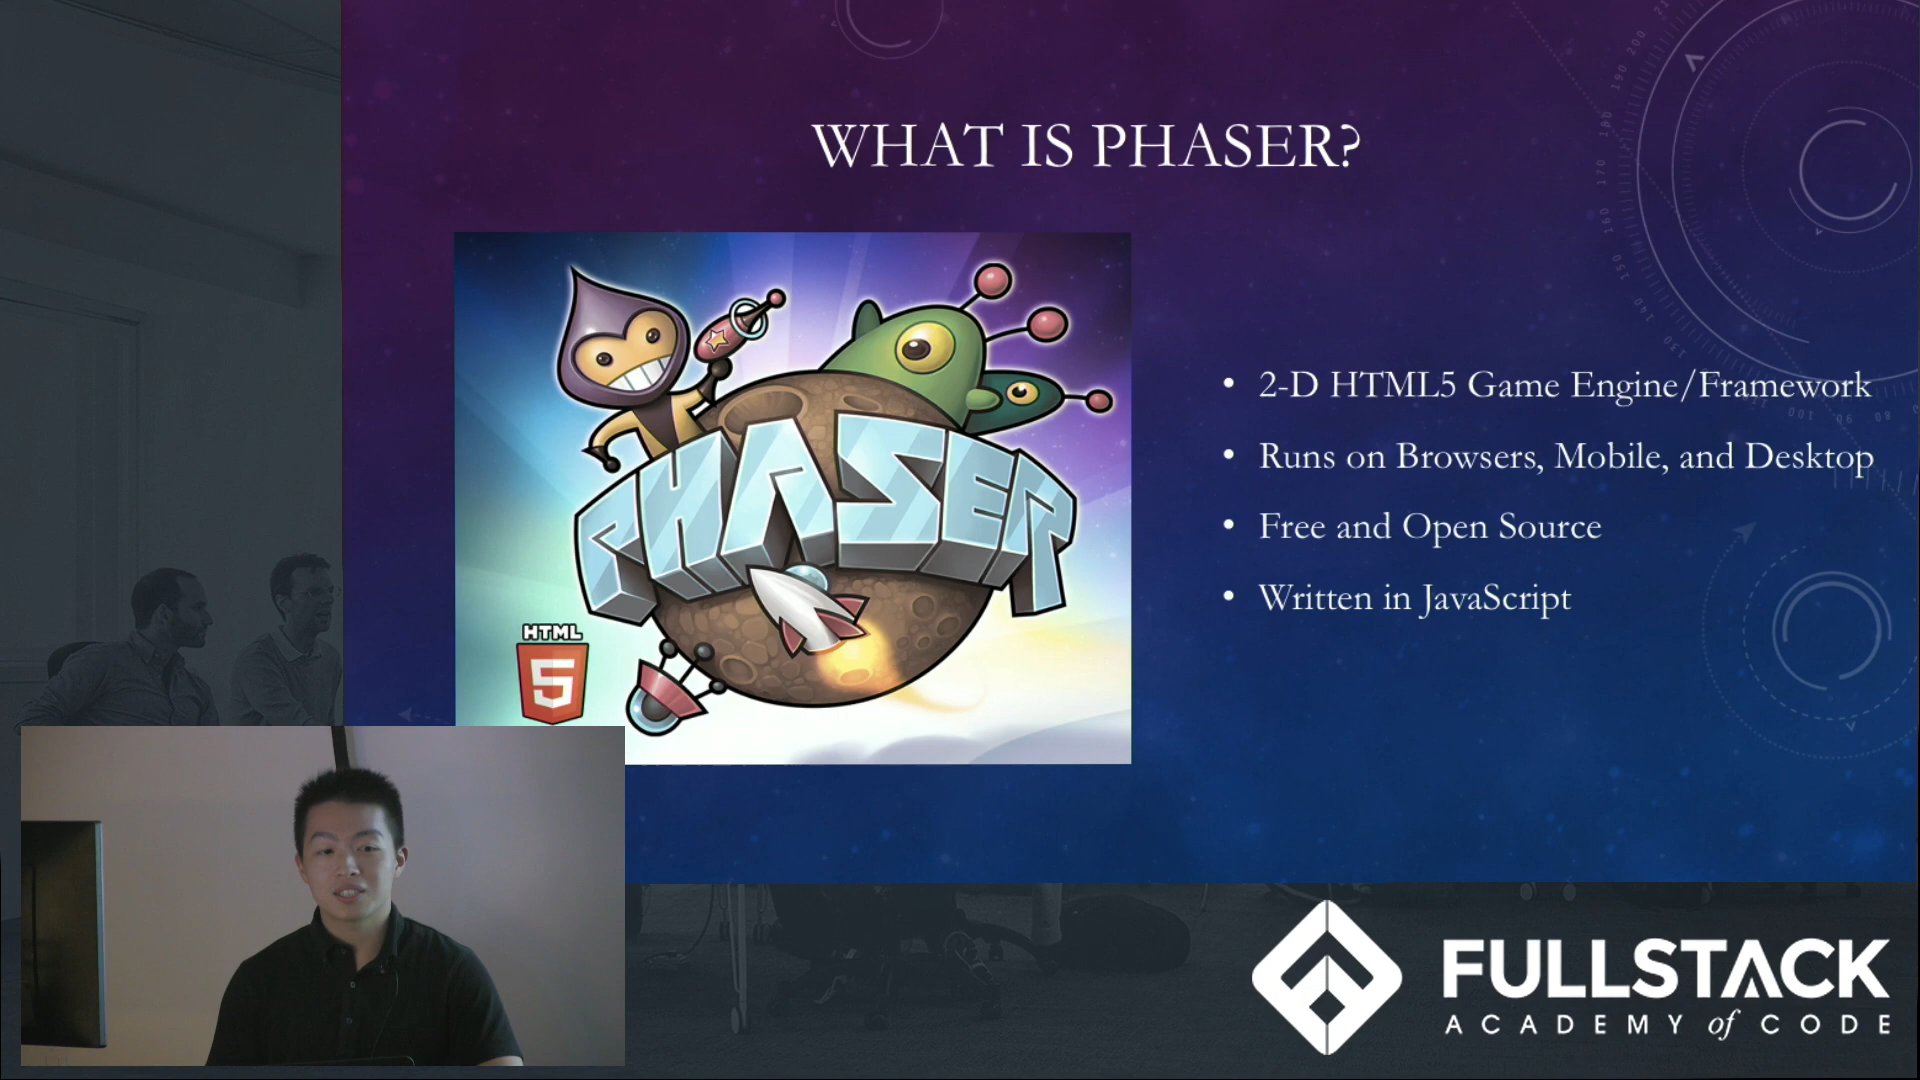 WHAT IS PHASER?
PHASER
HTML
5
• 2-D HTML5 Game Engine/Framework
• Runs on Browsers, Mobile, and Desktop
• Free and Open Source
• Written in JavaScript
FULLSTACK
ACADEMY of CODE